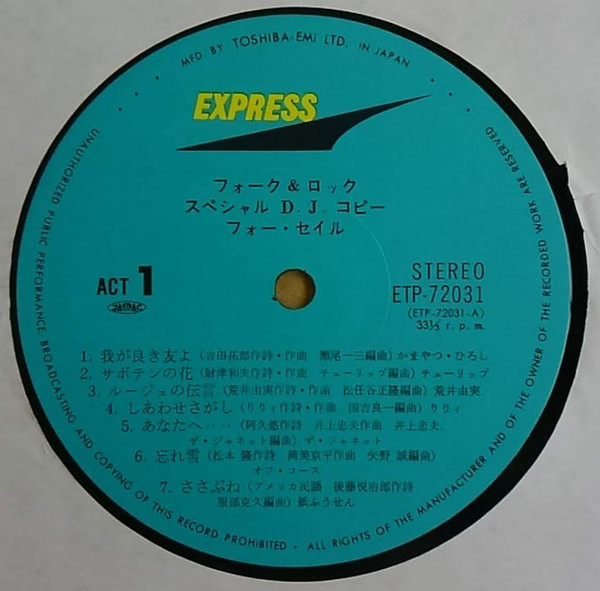 MFD. BY TOSHIBA-EMI LTD. IN JAPAN
EXPRESS
フォーク＆ロック
スペシャル D.J. コピー
フォー・セイル
ACT 1
JASRAC
STEREO
ETP-72031
(ETP-72031-A)
33⅓ r.p.m.
1. 我が良き友よ（吉田拓郎作詩・作曲 瀬尾一三編曲）かまやつ・ひろし
2. サボテンの花（財津和夫作詩・作曲 チューリップ編曲）チューリップ
3. ルージュの伝言（荒井由実作詩・作曲 松任谷正隆編曲）荒井由実
4. しあわせさがし（りりィ作詩・作曲 国吉良一編曲）りりィ
5. あなたへ‥‥（阿久悠作詩 井上忠夫作曲 井上忠夫、
ザ・ジャネット編曲）ザ・ジャネット
6. 忘れ雪（松本 隆作詩 筒美京平作曲 矢野 誠編曲）
オフ・コース
7. ささぶね（アメリカ民謡 後藤悦治郎作詩
服部克久編曲）紙ふうせん
UNAUTHORIZED PUBLIC PERFORMANCE BROADCASTING AND COPYING OF THIS RECORD PROHIBITED • ALL RIGHTS OF THE MANUFACTURER AND OF THE OWNER OF THE RECORDED WORK ARE RESERVED